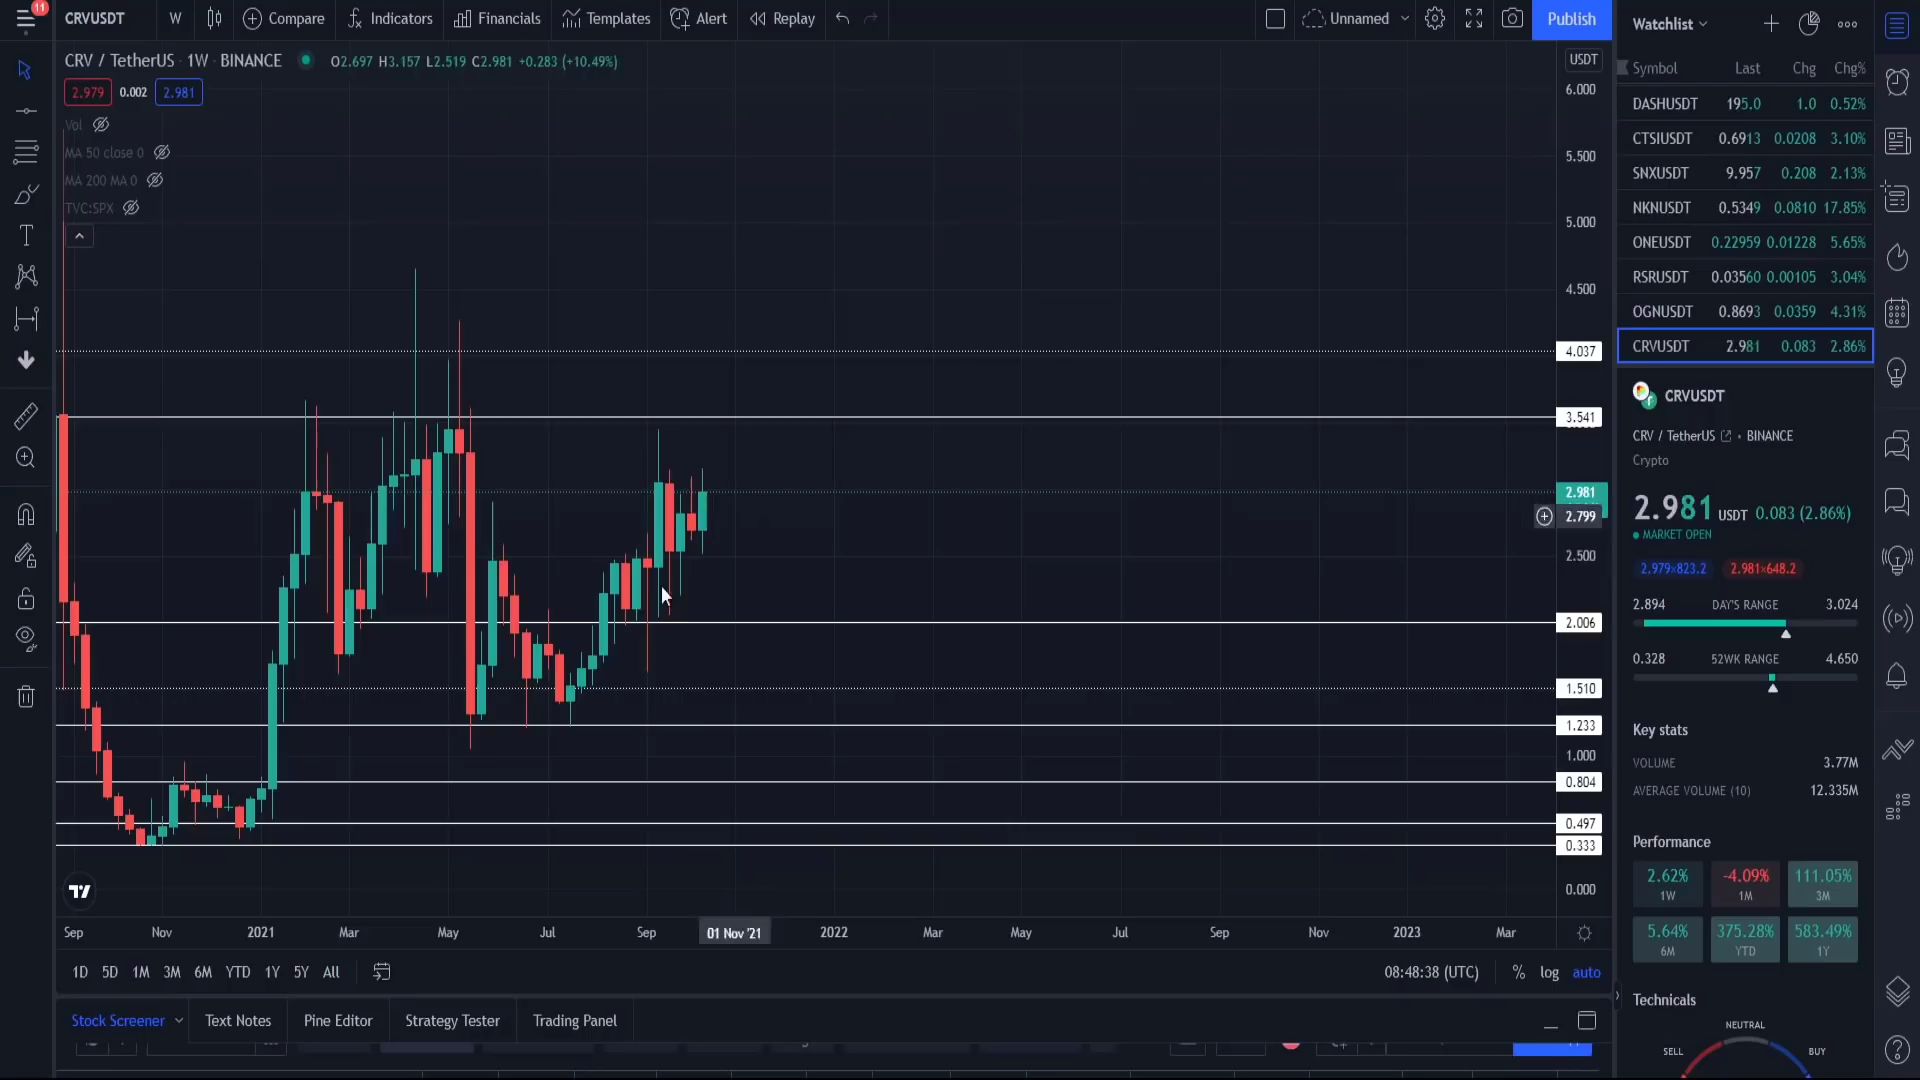 11
CRVUSDT W Compare Indicators Financials Templates Alert Replay Unnamed Publish
CRV / TetherUS · 1W · BINANCE O2.697 H3.157 L2.519 C2.981 +0.283 (+10.49%)
2.979 0.002 2.981
Vol
MA 50 close 0
MA 200 MA 0
TVC:SPX
USDT
6.000
5.500
5.000
4.500
4.037
3.541
2.981
2.799
2.500
2.006
1.510
1.233
1.000
0.804
0.497
0.333
0.000
Sep Nov 2021 Mar May Jul Sep 01 Nov '21 2022 Mar May Jul Sep Nov 2023 Mar
1D 5D 1M 3M 6M YTD 1Y 5Y All 08:48:38 (UTC) % log auto
Stock Screener Text Notes Pine Editor Strategy Tester Trading Panel
Watchlist
Symbol Last Chg Chg%
DASHUSDT 195.0 1.0 0.52%
CTSIUSDT 0.6913 0.0208 3.10%
SNXUSDT 9.957 0.208 2.13%
NKNUSDT 0.5349 0.0810 17.85%
ONEUSDT 0.22959 0.01228 5.65%
RSRUSDT 0.03560 0.00105 3.04%
OGNUSDT 0.8693 0.0359 4.31%
CRVUSDT 2.981 0.083 2.86%
CRVUSDT
CRV / TetherUS • BINANCE
Crypto
2.981 USDT 0.083 (2.86%)
MARKET OPEN
2.979×823.2 2.981×648.2
2.894 DAY'S RANGE 3.024
0.328 52WK RANGE 4.650
Key stats
VOLUME 3.77M
AVERAGE VOLUME (10) 12.335M
Performance
2.62% -4.09% 111.05%
1W 1M 3M
5.64% 375.28% 583.49%
6M YTD 1Y
Technicals
NEUTRAL
SELL BUY